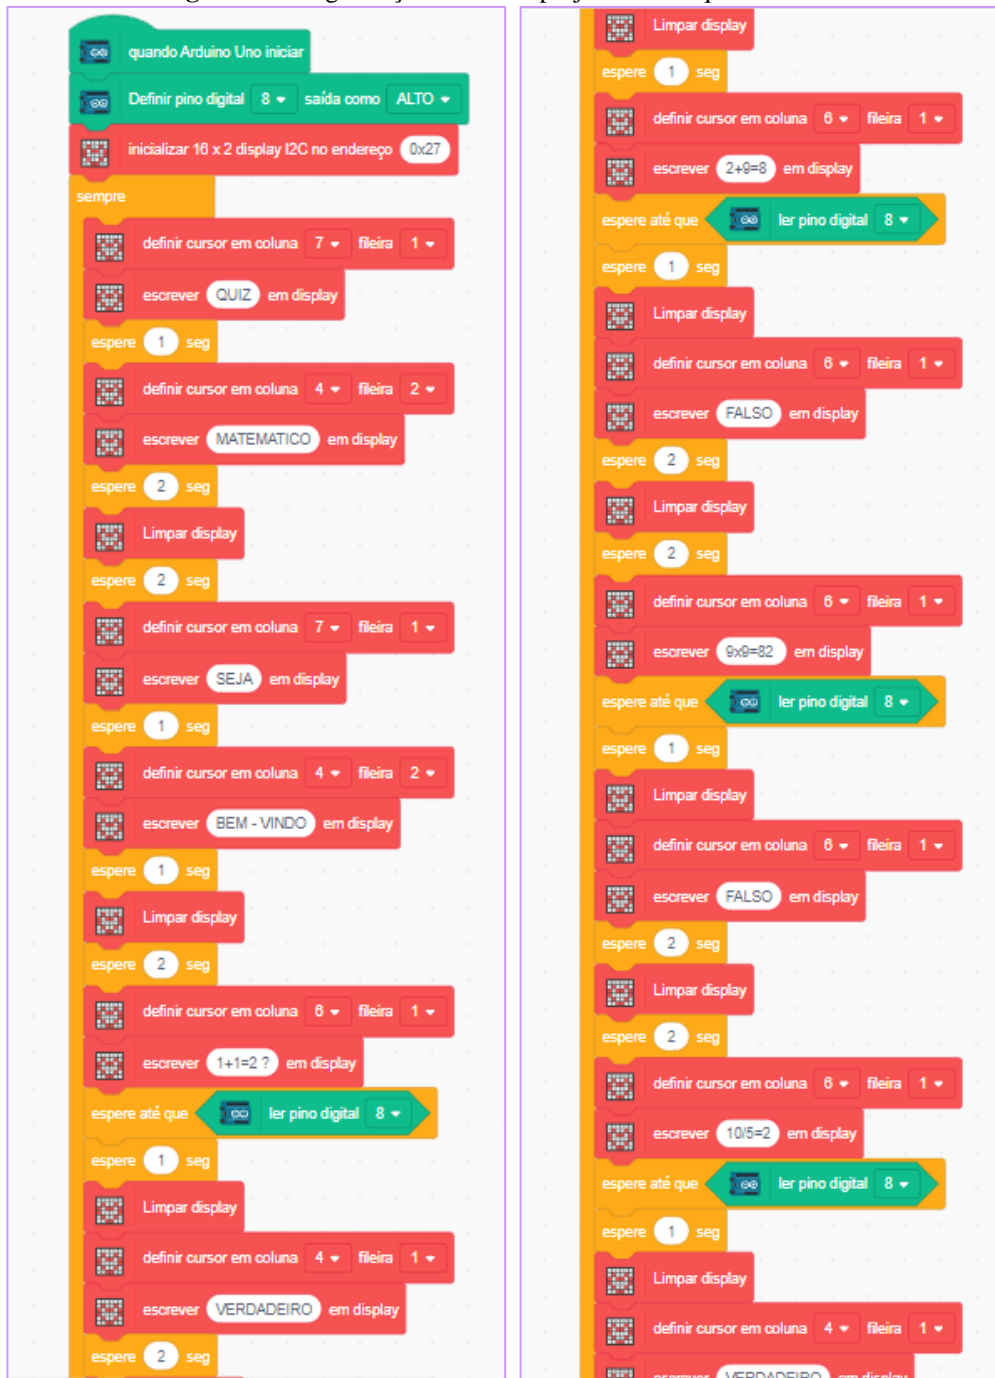 quando Arduino Uno iniciar
Definir pino digital 8 saída como ALTO
inicializar 16 x 2 display I2C no endereço 0x27
sempre
definir cursor em coluna 7 fileira 1
escrever QUIZ em display
espere 1 seg
definir cursor em coluna 4 fileira 2
escrever MATEMATICO em display
espere 2 seg
Limpar display
espere 2 seg
definir cursor em coluna 7 fileira 1
escrever SEJA em display
espere 1 seg
definir cursor em coluna 4 fileira 2
escrever BEM - VINDO em display
espere 1 seg
Limpar display
espere 2 seg
definir cursor em coluna 6 fileira 1
escrever 1+1=2 ? em display
espere até que ler pino digital 8
espere 1 seg
Limpar display
definir cursor em coluna 4 fileira 1
escrever VERDADEIRO em display
espere 2 seg
Limpar display
espere 1 seg
definir cursor em coluna 6 fileira 1
escrever 2+9=8 em display
espere até que ler pino digital 8
espere 1 seg
Limpar display
definir cursor em coluna 6 fileira 1
escrever FALSO em display
espere 2 seg
Limpar display
espere 2 seg
definir cursor em coluna 6 fileira 1
escrever 9x9=82 em display
espere até que ler pino digital 8
espere 1 seg
Limpar display
definir cursor em coluna 6 fileira 1
escrever FALSO em display
espere 2 seg
Limpar display
espere 2 seg
definir cursor em coluna 6 fileira 1
escrever 10/5=2 em display
espere até que ler pino digital 8
espere 1 seg
Limpar display
definir cursor em coluna 4 fileira 1
escrever VERDADEIRO em display